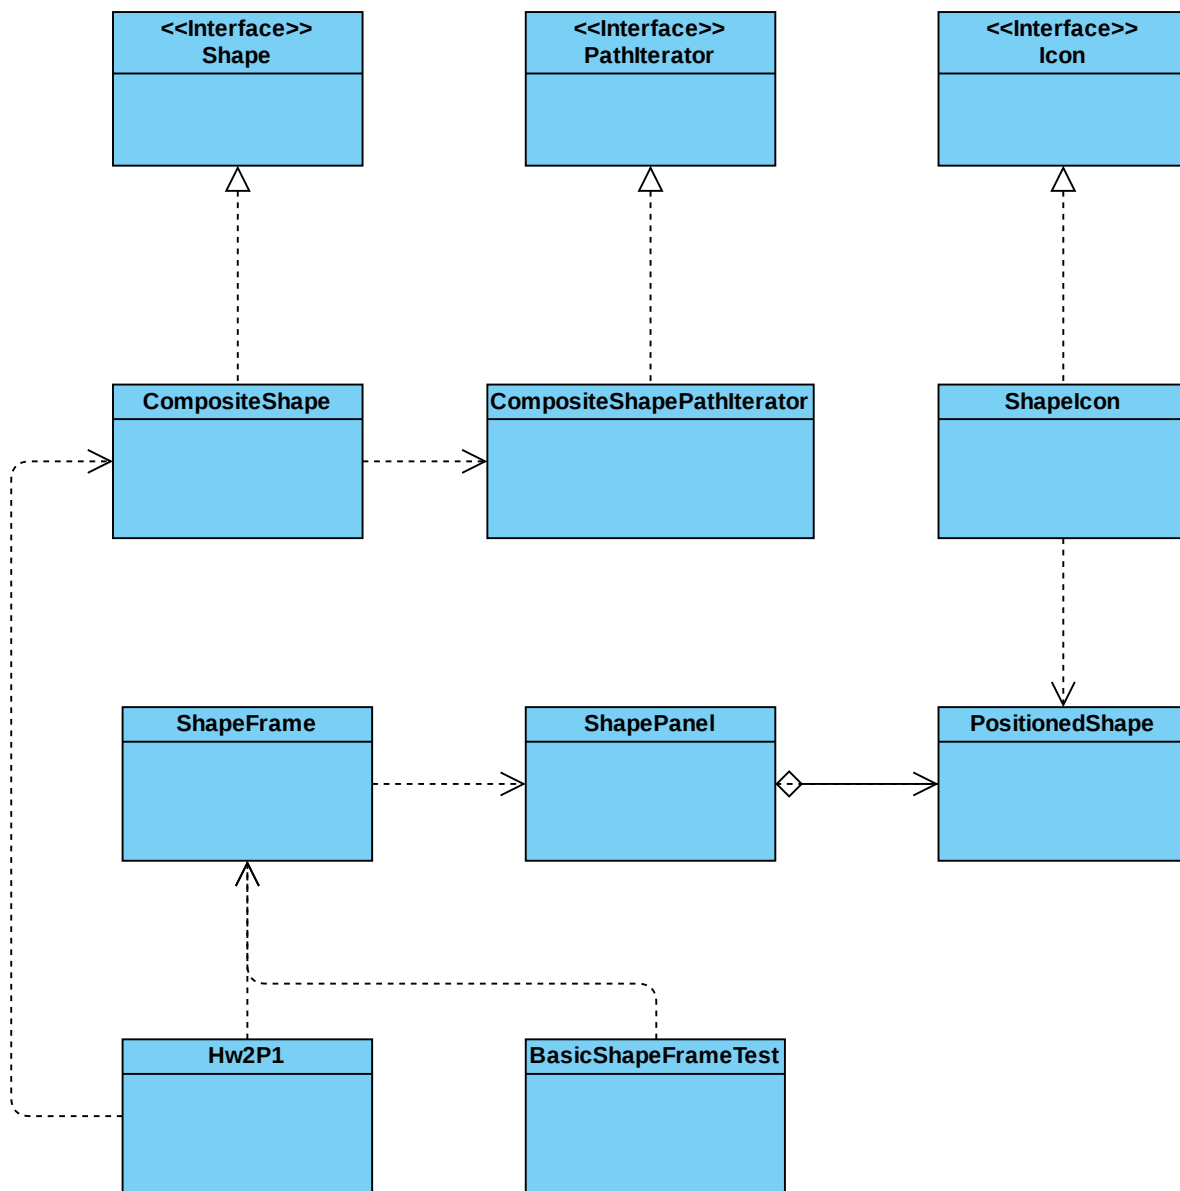 <<Interface>>
Shape
<<Interface>>
PathIterator
<<Interface>>
Icon
CompositeShape
CompositeShapePathIterator
ShapeIcon
ShapeFrame
ShapePanel
PositionedShape
Hw2P1
BasicShapeFrameTest